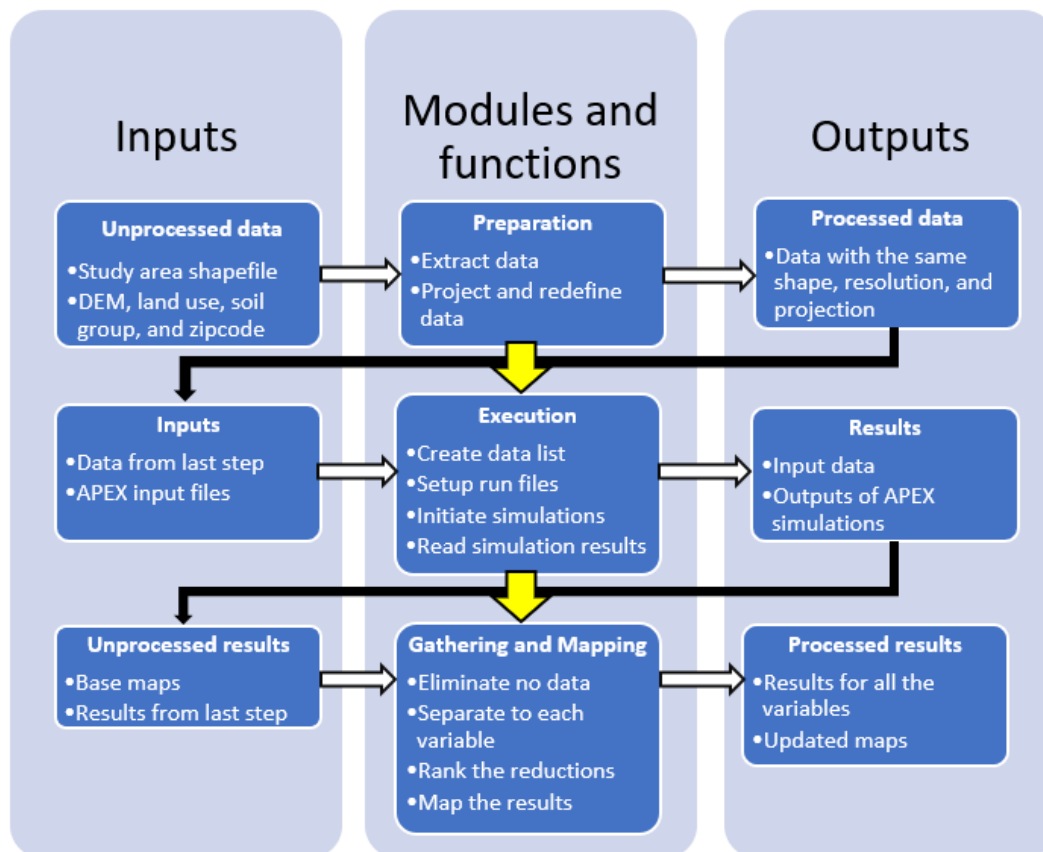 Inputs
Modules and
functions
Outputs
Unprocessed data
•Study area shapefile
•DEM, land use, soil
group, and zipcode
Preparation
•Extract data
•Project and redefine
data
Processed data
•Data with the same
shape, resolution, and
projection
Inputs
•Data from last step
•APEX input files
Execution
•Create data list
•Setup run files
•Initiate simulations
•Read simulation results
Results
•Input data
•Outputs of APEX
simulations
Unprocessed results
•Base maps
•Results from last step
Gathering and Mapping
•Eliminate no data
•Separate to each
variable
•Rank the reductions
•Map the results
Processed results
•Results for all the
variables
•Updated maps